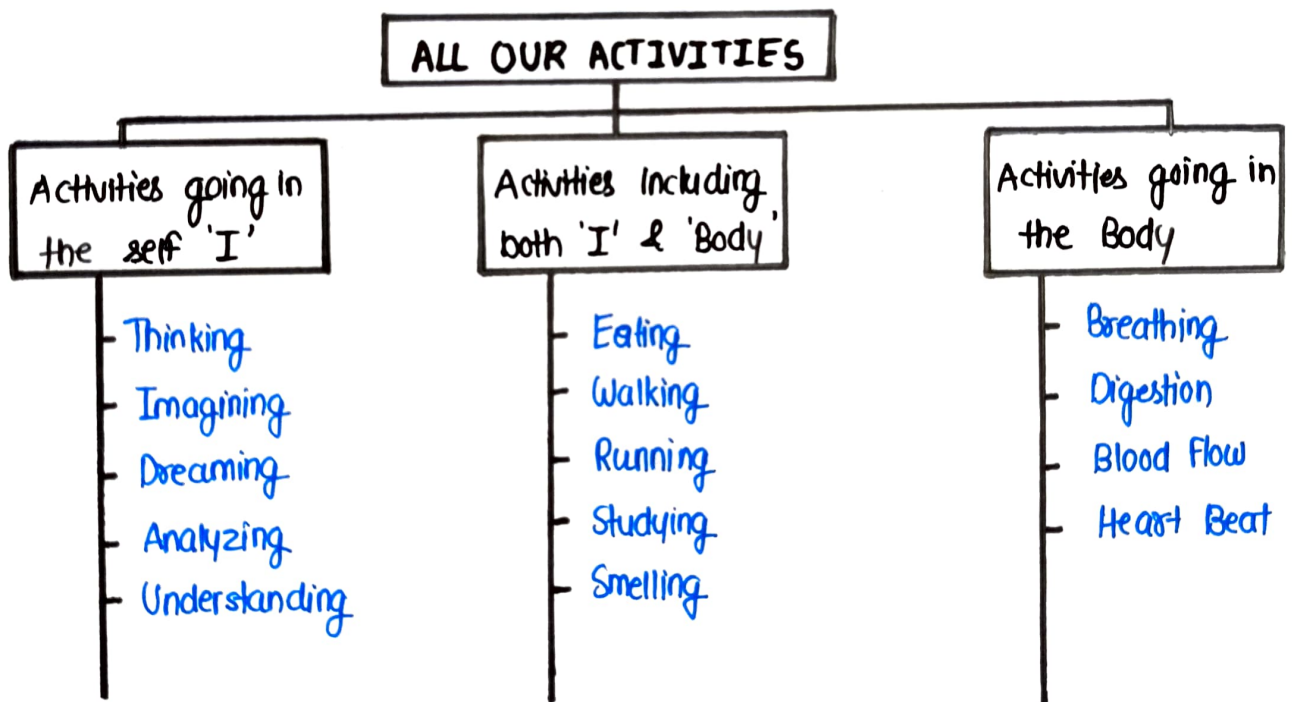 ALL OUR ACTIVITIES
Activities going in
the self 'I'
Thinking
Imagining
Dreaming
Analyzing
Understanding
Activities Including
both 'I' & 'Body'
Eating
Walking
Running
Studying
Smelling
Activities going in
the Body
Breathing
Digestion
Blood Flow
Heart Beat